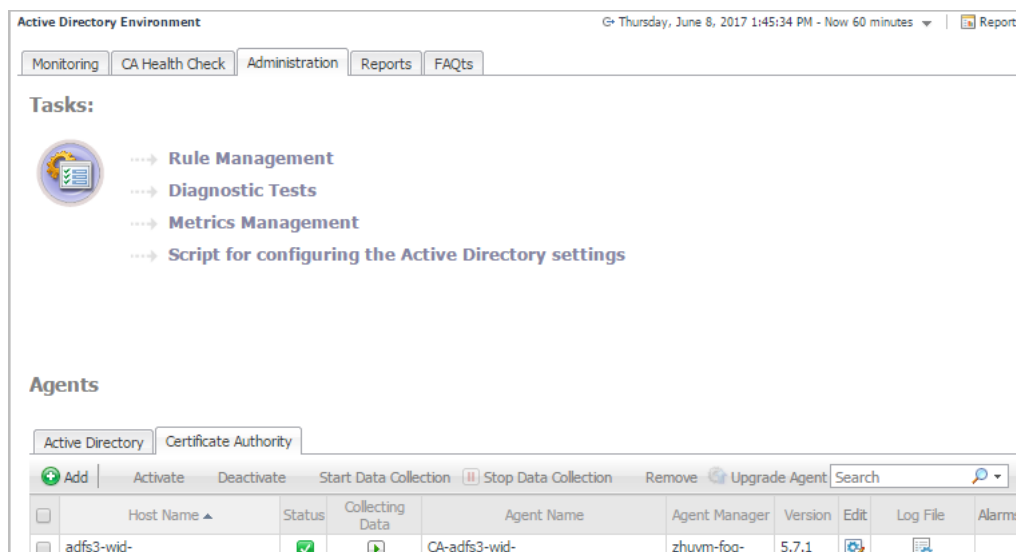 Active Directory Environment
Thursday, June 8, 2017 1:45:34 PM - Now 60 minutes
Report
Monitoring CA Health Check Administration Reports FAQts
Tasks:
Rule Management
Diagnostic Tests
Metrics Management
Script for configuring the Active Directory settings
Agents
Active Directory Certificate Authority
Add Activate Deactivate Start Data Collection Stop Data Collection Remove Upgrade Agent Search
Host Name Status Collecting Data Agent Name Agent Manager Version Edit Log File Alarms
adfs3-wid- CA-adfs3-wid- zhuym-fog- 5.7.1